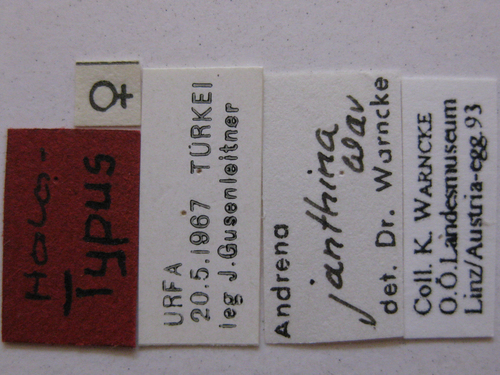 Holo-
Typus
♀
URFA
20.5.1967 TÜRKEI
leg J. Gusenleitner
Andrena
janthina
War
det. Dr. Warncke
Coll. K. WARNCKE
O.Ö.Landesmuseum
Linz/Austria-egg.93